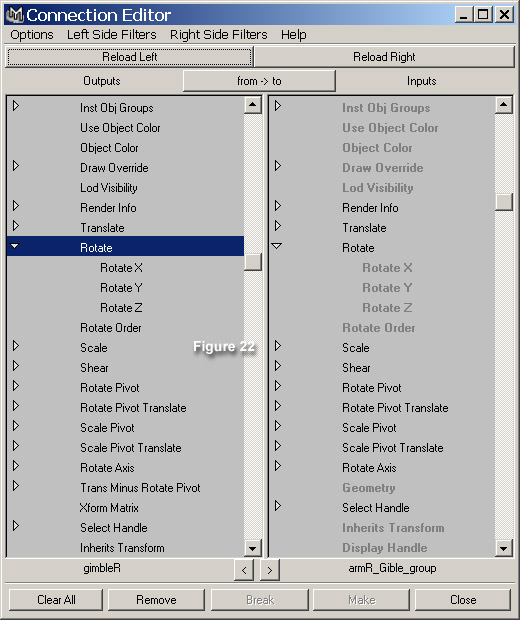 Connection Editor
Options Left Side Filters Right Side Filters Help
Reload Left Reload Right
Outputs from -> to Inputs
Inst Obj Groups Inst Obj Groups
Use Object Color Use Object Color
Object Color Object Color
Draw Override Draw Override
Lod Visibility Lod Visibility
Render Info Render Info
Translate Translate
Rotate Rotate
Rotate X Rotate X
Rotate Y Rotate Y
Rotate Z Rotate Z
Rotate Order Rotate Order
Figure 22
Scale Scale
Shear Shear
Rotate Pivot Rotate Pivot
Rotate Pivot Translate Rotate Pivot Translate
Scale Pivot Scale Pivot
Scale Pivot Translate Scale Pivot Translate
Rotate Axis Rotate Axis
Trans Minus Rotate Pivot Geometry
Xform Matrix Select Handle
Select Handle Inherits Transform
Inherits Transform Display Handle
gimbleR < > armR_Gible_group
Clear All Remove Break Make Close